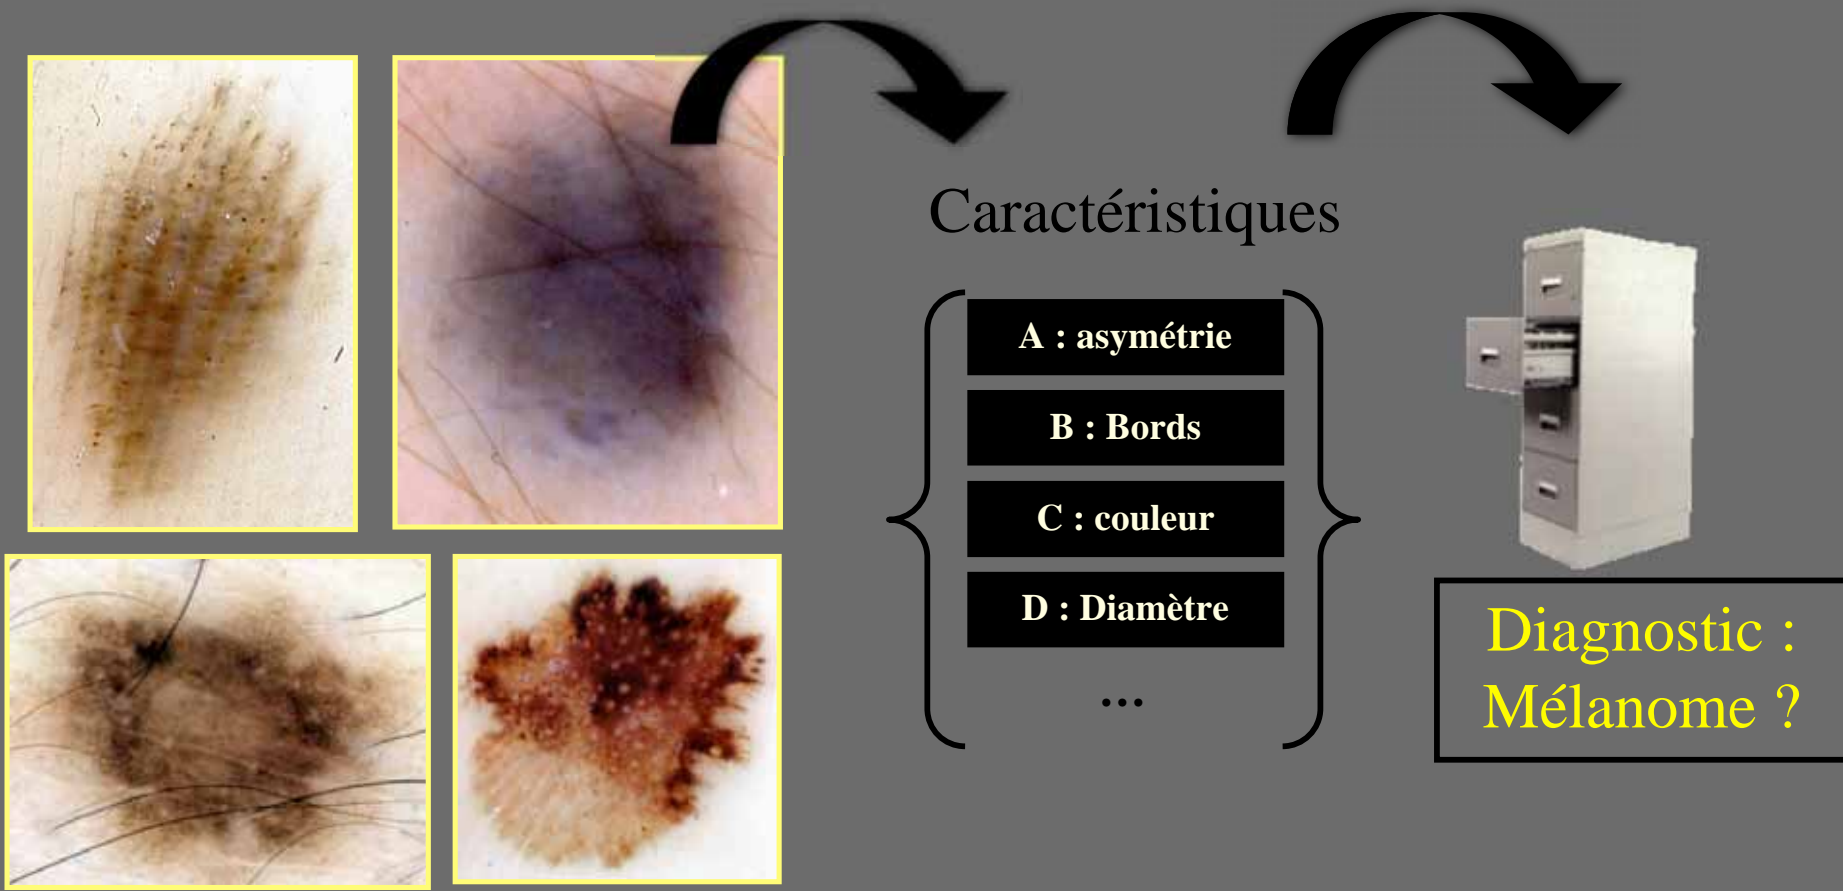 Caractéristiques
A : asymétrie
B : Bords
C : couleur
D : Diamètre
...
Diagnostic :
Mélanome ?